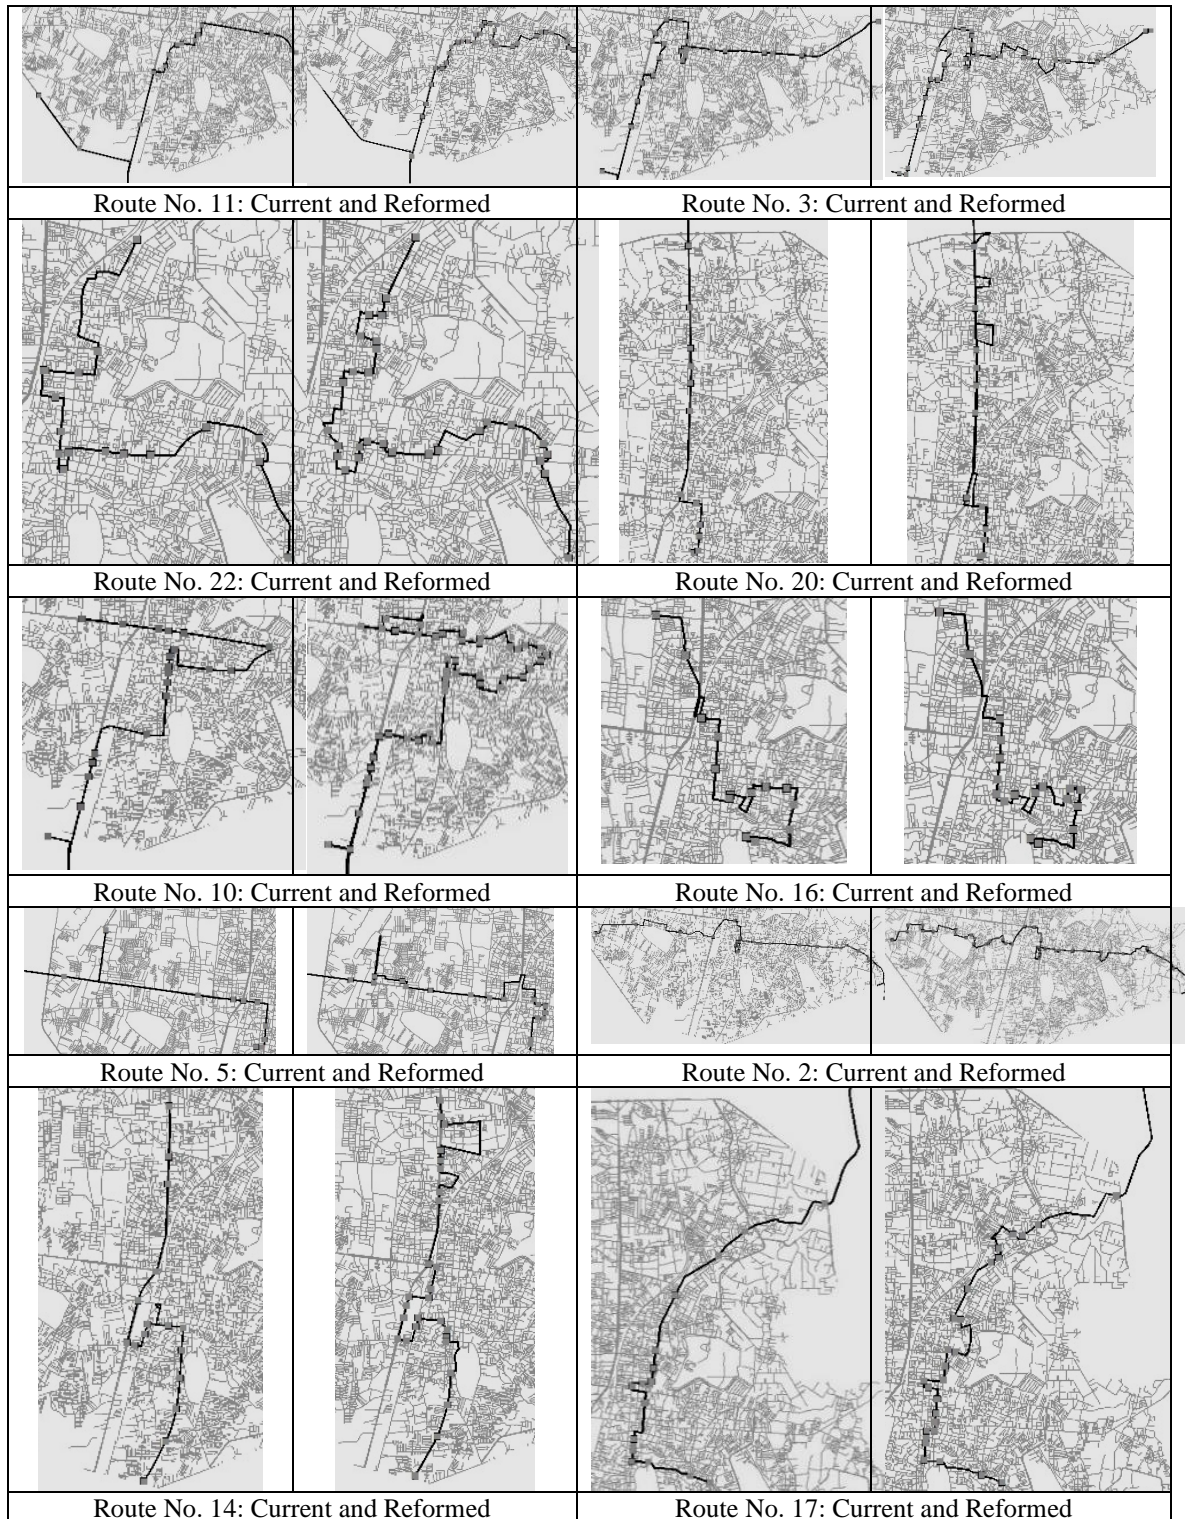 Route No. 11: Current and Reformed
Route No. 3: Current and Reformed
Route No. 22: Current and Reformed
Route No. 20: Current and Reformed
Route No. 10: Current and Reformed
Route No. 16: Current and Reformed
Route No. 5: Current and Reformed
Route No. 2: Current and Reformed
Route No. 14: Current and Reformed
Route No. 17: Current and Reformed